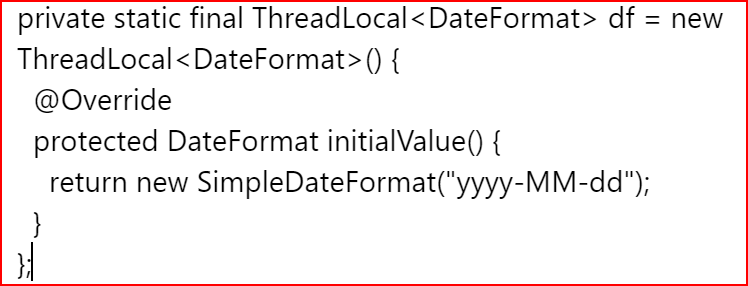 private static final ThreadLocal<DateFormat> df = new
ThreadLocal<DateFormat>() {
@Override
protected DateFormat initialValue() {
return new SimpleDateFormat("yyyy-MM-dd");
}
};